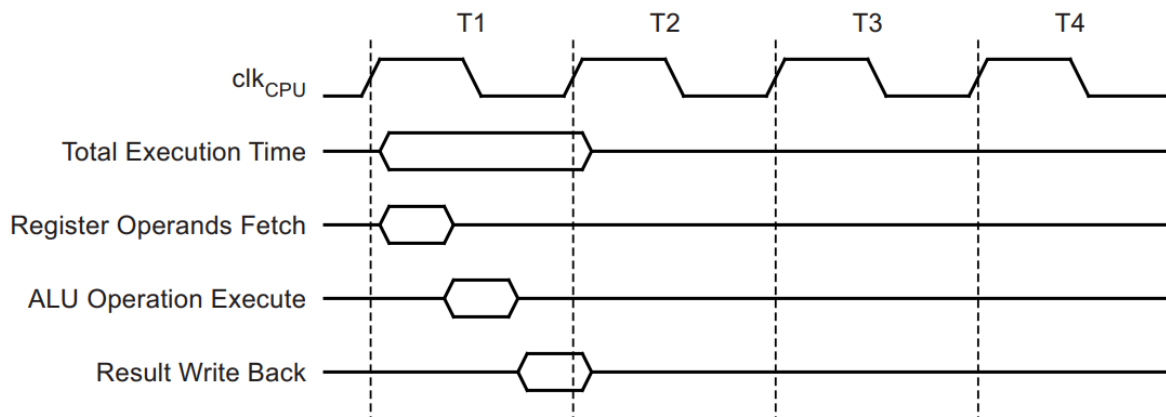 T1 T2 T3 T4
clkCPU
Total Execution Time
Register Operands Fetch
ALU Operation Execute
Result Write Back